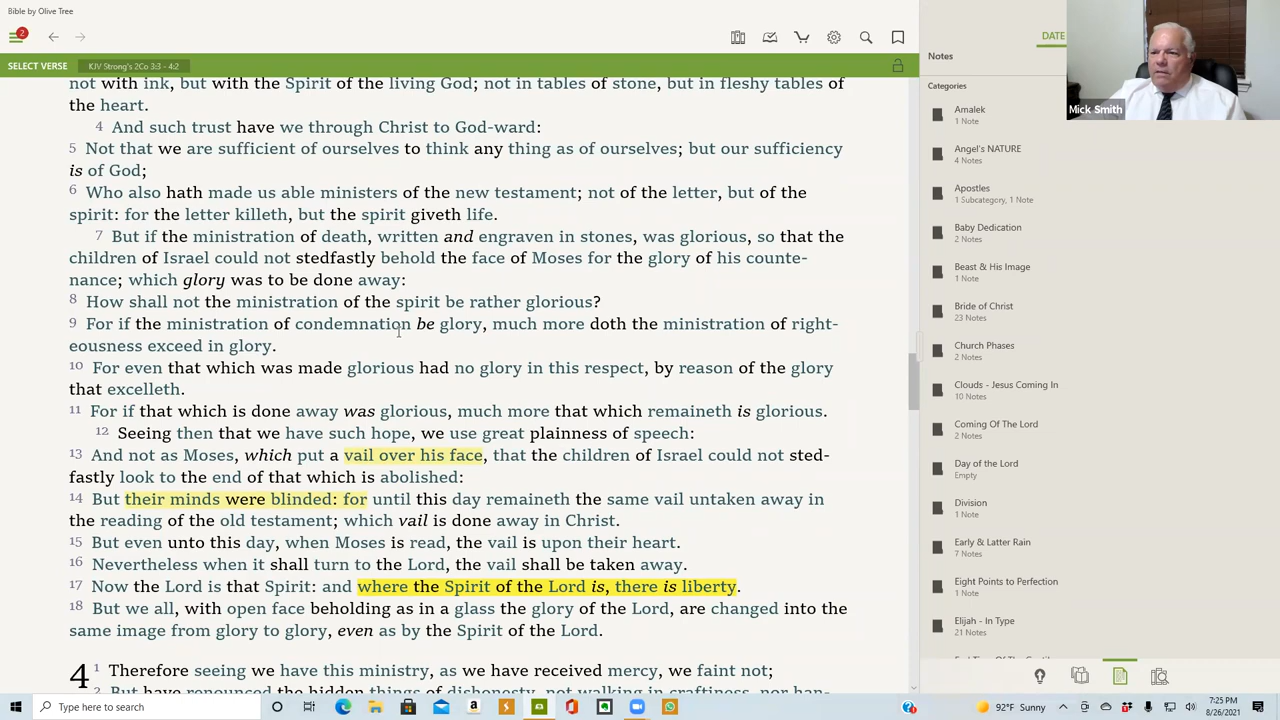 Bible by Olive Tree
2
SELECT VERSE
KJV Strong's 2Co 3:3 - 4:2
not with ink, but with the Spirit of the living God; not in tables of stone, but in fleshy tables of
the heart.
4 And such trust have we through Christ to God-ward:
5 Not that we are sufficient of ourselves to think any thing as of ourselves; but our sufficiency
is of God;
6 Who also hath made us able ministers of the new testament; not of the letter, but of the
spirit: for the letter killeth, but the spirit giveth life.
7 But if the ministration of death, written and engraven in stones, was glorious, so that the
children of Israel could not stedfastly behold the face of Moses for the glory of his counte-
nance; which glory was to be done away:
8 How shall not the ministration of the spirit be rather glorious?
9 For if the ministration of condemnation be glory, much more doth the ministration of right-
eousness exceed in glory.
10 For even that which was made glorious had no glory in this respect, by reason of the glory
that excelleth.
11 For if that which is done away was glorious, much more that which remaineth is glorious.
12 Seeing then that we have such hope, we use great plainness of speech:
13 And not as Moses, which put a vail over his face, that the children of Israel could not sted-
fastly look to the end of that which is abolished:
14 But their minds were blinded: for until this day remaineth the same vail untaken away in
the reading of the old testament; which vail is done away in Christ.
15 But even unto this day, when Moses is read, the vail is upon their heart.
16 Nevertheless when it shall turn to the Lord, the vail shall be taken away.
17 Now the Lord is that Spirit: and where the Spirit of the Lord is, there is liberty.
18 But we all, with open face beholding as in a glass the glory of the Lord, are changed into the
same image from glory to glory, even as by the Spirit of the Lord.
4 1 Therefore seeing we have this ministry, as we have received mercy, we faint not;
2 But have renounced the hidden things of dishonesty, not walking in craftiness, nor han-
DATE
Notes
Mick Smith
Categories
Amalek
1 Note
Angel's NATURE
4 Notes
Apostles
1 Subcategory, 1 Note
Baby Dedication
2 Notes
Beast & His Image
1 Note
Bride of Christ
23 Notes
Church Phases
2 Notes
Clouds - Jesus Coming In
10 Notes
Coming Of The Lord
2 Notes
Day of the Lord
Empty
Division
1 Note
Early & Latter Rain
7 Notes
Eight Points to Perfection
1 Note
Elijah - In Type
21 Notes
Type here to search
92°F Sunny
7:25 PM
8/26/2021